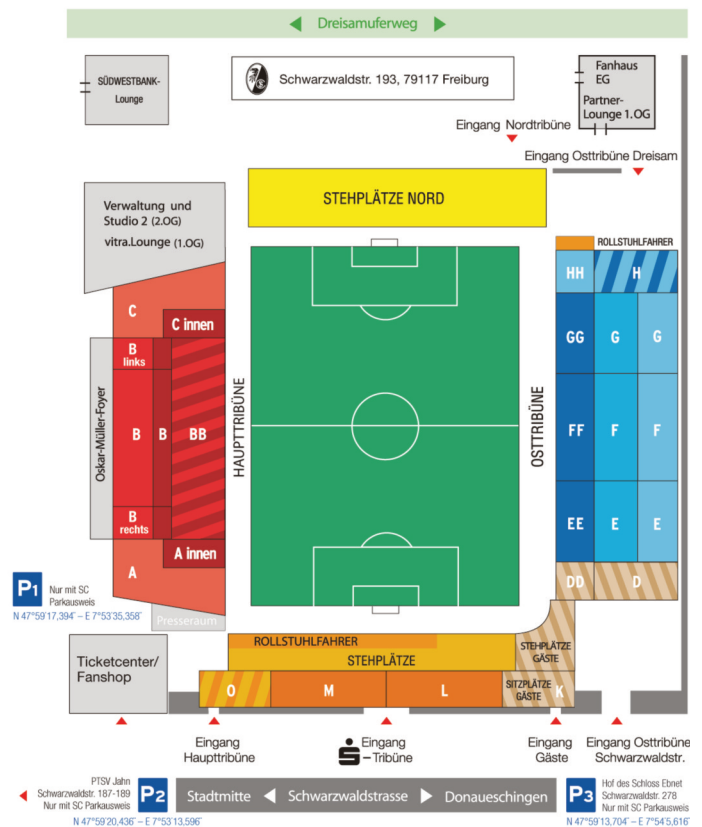 Dreisamuferweg
SÜDWESTBANK-
Lounge
Schwarzwaldstr. 193, 79117 Freiburg
Fanhaus
EG
Partner-
Lounge 1.OG
Eingang Nordtribüne
Eingang Osttribüne Dreisam
Verwaltung und
Studio 2 (2.OG)
vitra.Lounge (1.OG)
STEHPLÄTZE NORD
ROLLSTUHLFAHRER
HH
H
C
C innen
B
links
GG
G
G
Oskar-Müller-Foyer
B
B
BB
HAUPTTRIBÜNE
OSTTRIBÜNE
FF
F
F
B
rechts
EE
E
E
A innen
A
DD
D
P1
Nur mit SC
Parkausweis
N 47°59´17,394˝ – E 7°53´35,358˝
Presseraum
Ticketcenter/
Fanshop
ROLLSTUHLFAHRER
STEHPLÄTZE
STEHPLÄTZE
GÄSTE
O
M
L
SITZPLÄTZE
GÄSTE
K
Eingang
Haupttribüne
Eingang
–Tribüne
Eingang
Gäste
Eingang Osttribüne
Schwarzwaldstr.
PTSV Jahn
Schwarzwaldstr. 187-189
Nur mit SC Parkausweis
P2
N 47°59´20,436˝ – E 7°53´13,596˝
Stadtmitte
Schwarzwaldstrasse
Donaueschingen
P3
Hof des Schloss Ebnet
Schwarzwaldstr. 278
Nur mit SC Parkausweis
N 47°59´13,704˝ – E 7°54´5,616˝